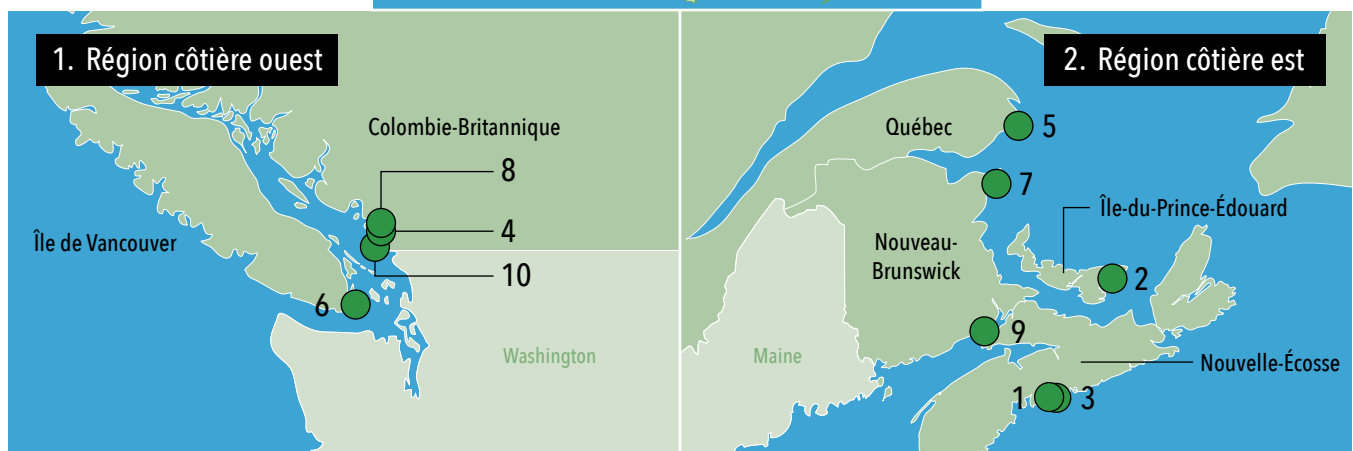 1. Région côtière ouest
Colombie-Britannique
8
Île de Vancouver
4
10
6
Washington
2. Région côtière est
Québec
5
7
Île-du-Prince-Édouard
Nouveau-
Brunswick
2
9
Maine
Nouvelle-Écosse
1
3